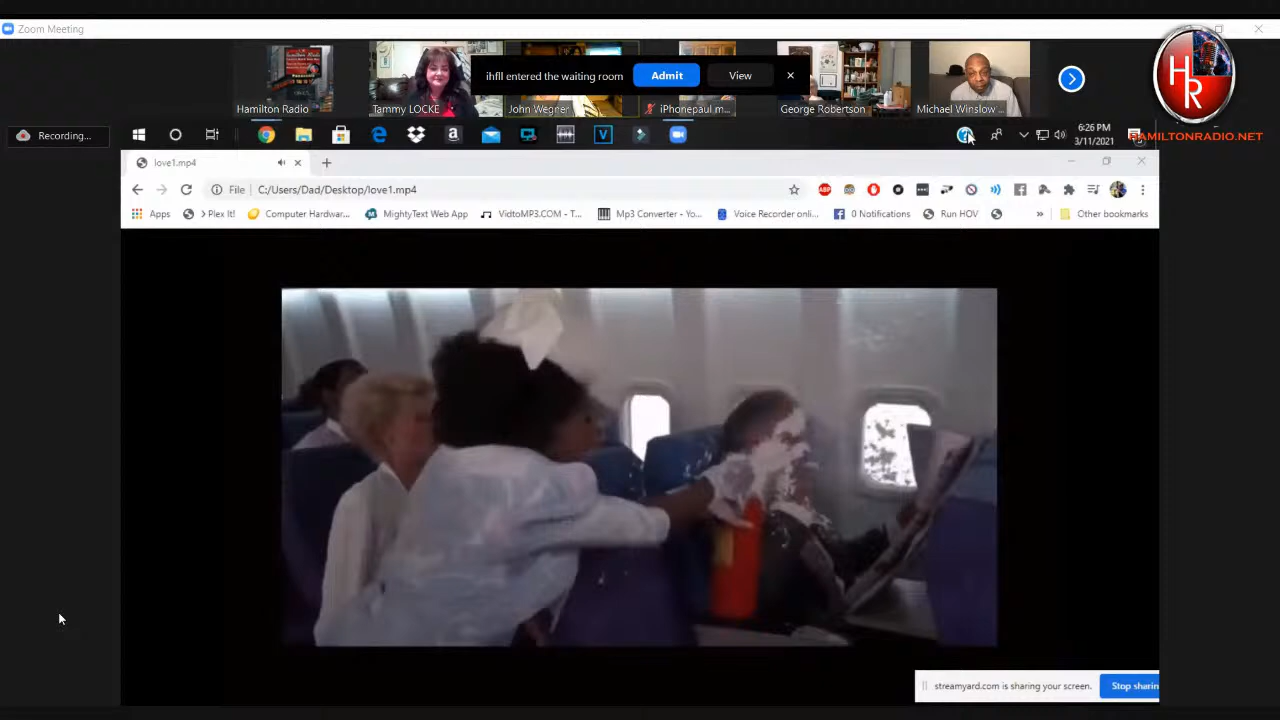 Zoom Meeting
ihfll entered the waiting room
Admit
View
Hamilton Radio
Tammy LOCKE
John Wegner
iPhonepaul m...
George Robertson
Michael Winslow ...
HR
HAMILTONRADIO.NET
Recording...
6:26 PM
3/11/2021
love1.mp4
File
C:/Users/Dad/Desktop/love1.mp4
ABP
Apps
> Plex It!
Computer Hardwar...
MightyText Web App
VidtoMP3.COM - T...
Mp3 Converter - Yo...
Voice Recorder onli...
0 Notifications
Run HOV
»
Other bookmarks
streamyard.com is sharing your screen.
Stop sharin